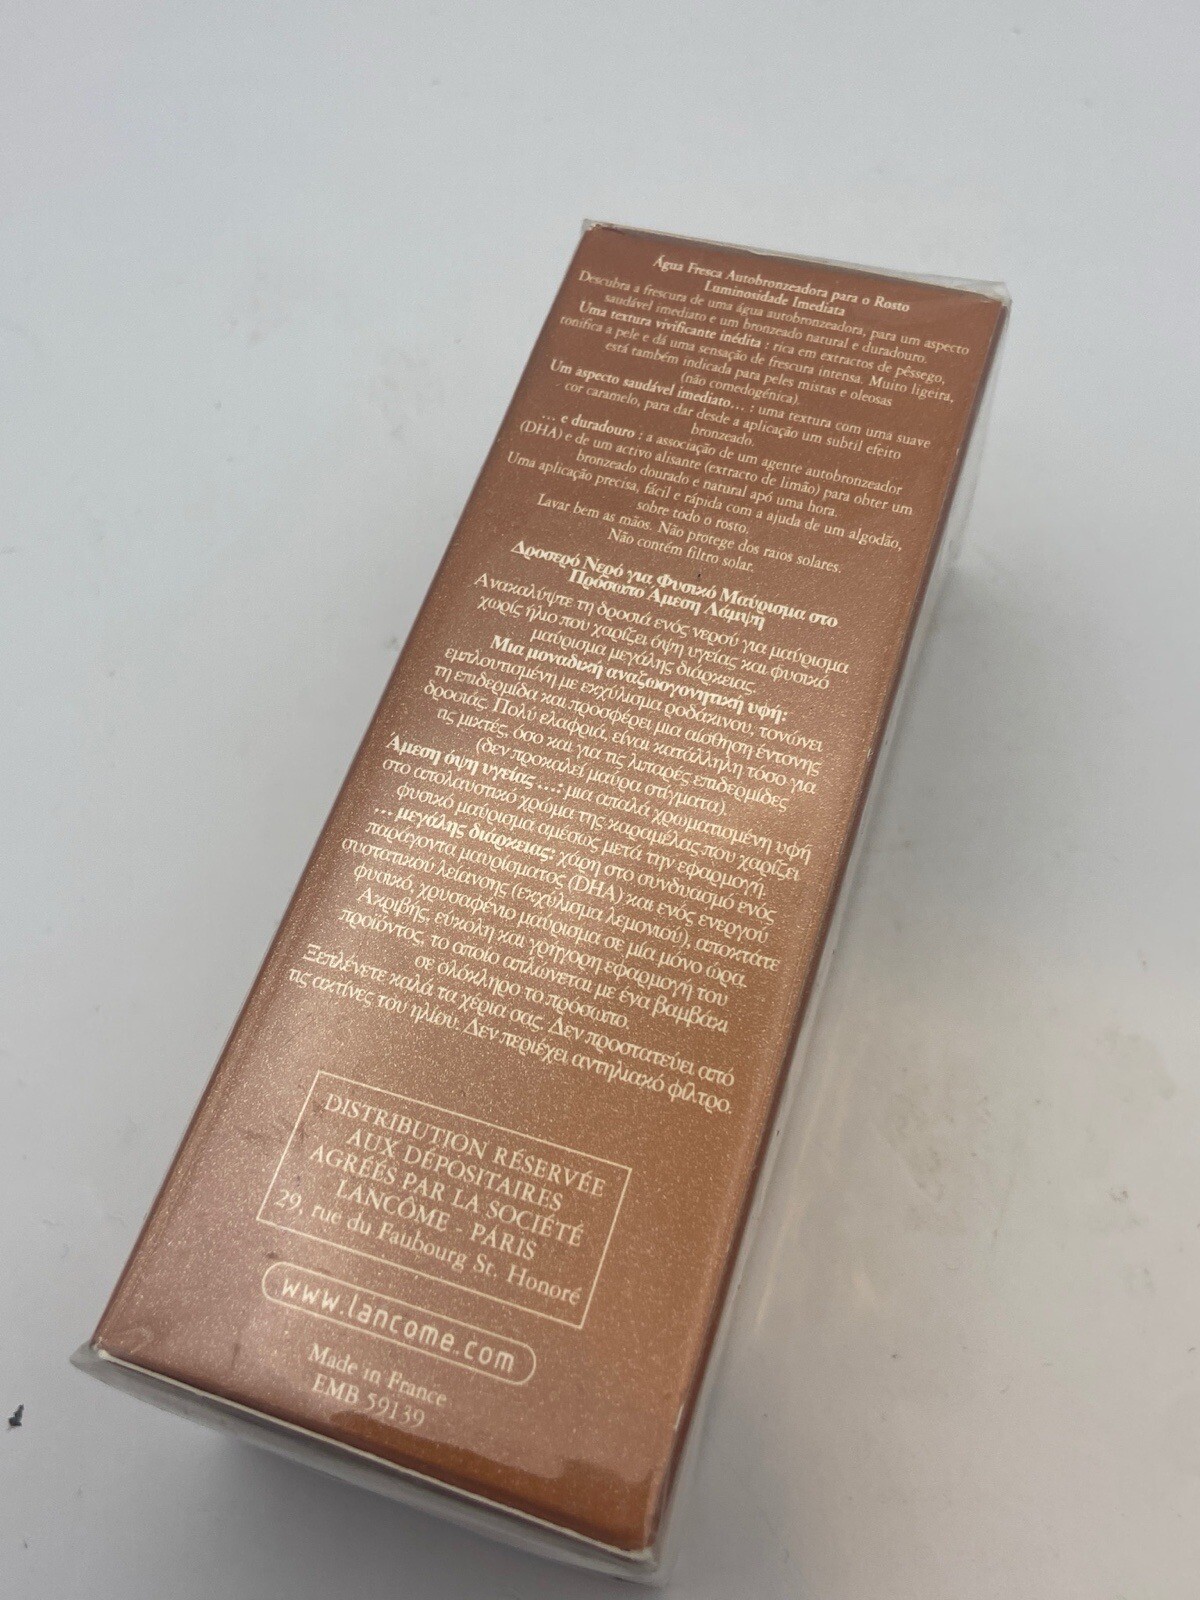 Água Fresca Autobronzeadora para o Rosto
Luminosidade Imediata
Descubra a frescura de uma água autobronzeadora, para um aspecto
saudável imediato e um bronzeado natural e duradouro.
Uma textura vivificante inédita : rica em extractos de pêssego,
tonifica a pele e dá uma sensação de frescura intensa. Muito ligeira,
está também indicada para peles mistas e oleosas
(não comedogénica).
Um aspecto saudável imediato... : uma textura com uma suave
cor caramelo, para dar desde a aplicação um subtil efeito
bronzeado.
... e duradouro : a associação de um agente autobronzeador
(DHA) e de um activo alisante (extracto de limão) para obter um
bronzeado dourado e natural apó uma hora.
Uma aplicação precisa, fácil e rápida com a ajuda de um algodão,
sobre todo o rosto.
Lavar bem as mãos. Não protege dos raios solares.
Não contém filtro solar.
Δροσερό Νερό για Φυσικό Μαύρισμα στο
Πρόσωπο Άμεση Λάμψη
Ανακαλύψτε τη δροσιά ενός νερού για μαύρισμα
χωρίς ήλιο που χαρίζει όψη υγείας και φυσικό
μαύρισμα μεγάλης διάρκειας.
Μια μοναδική αναζωογονητική υφή:
εμπλουτισμένη με εκχύλισμα ροδάκινου, τονώνει
τη επιδερμίδα και προσφέρει μια αίσθηση έντονης
δροσιάς. Πολύ ελαφριά, είναι κατάλληλη τόσο για
τις μικτές, όσο και για τις λιπαρές επιδερμίδες
(δεν προκαλεί μαύρα στίγματα).
Άμεση όψη υγείας ...: μια απαλά χρωματισμένη υφή
στο απολαυστικό χρώμα της καραμέλας που χαρίζει
φυσικό μαύρισμα αμέσως μετά την εφαρμογή.
... μεγάλης διάρκειας: χάρη στο συνδυασμό ενός
παράγοντα μαυρίσματος (DHA) και ενός ενεργού
συστατικού λείανσης (εκχύλισμα λεμονιού), αποκτάτε
φυσικό, χρυσαφένιο μαύρισμα σε μία μόνο ώρα.
Ακριβής, εύκολη και γρήγορη εφαρμογή του
προϊόντος, το οποίο απλώνεται με ένα βαμβάκι
σε ολόκληρο το πρόσωπο.
Ξεπλένετε καλά τα χέρια σας. Δεν προστατεύει από
τις ακτίνες του ηλίου. Δεν περιέχει αντηλιακό φίλτρο.
DISTRIBUTION RÉSERVÉE
AUX DÉPOSITAIRES
AGRÉÉS PAR LA SOCIÉTÉ
LANCÔME - PARIS
29, rue du Faubourg St. Honoré
www.lancome.com
Made in France
EMB 59139